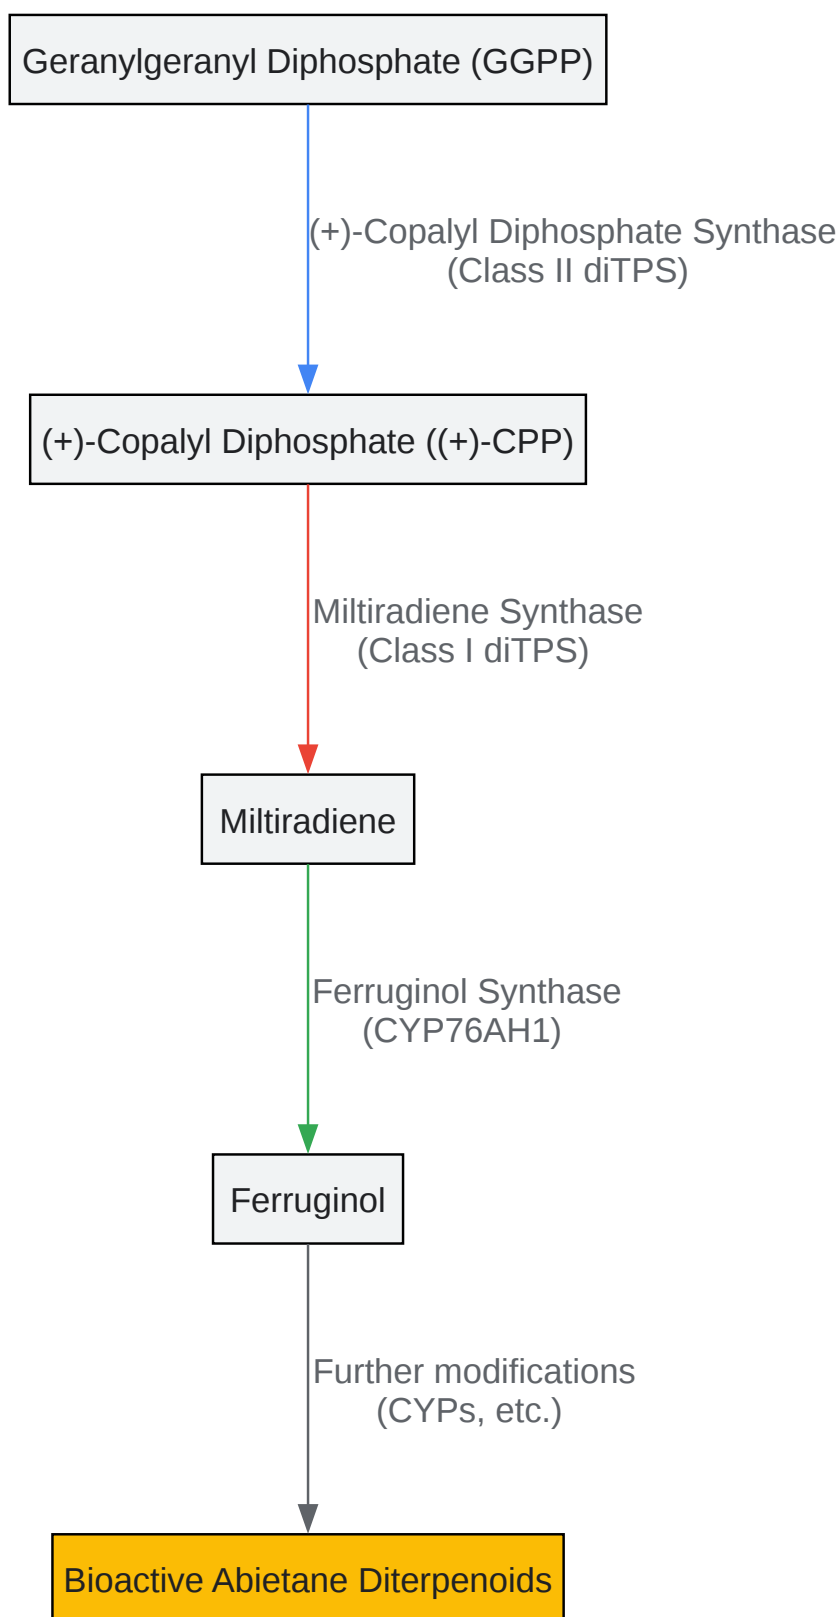 Geranylgeranyl Diphosphate (GGPP)
(+)-Copalyl Diphosphate Synthase
(Class II diTPS)
(+)-Copalyl Diphosphate ((+)-CPP)
Miltiradiene Synthase
(Class I diTPS)
Miltiradiene
Ferruginol Synthase
(CYP76AH1)
Ferruginol
Further modifications
(CYPs, etc.)
Bioactive Abietane Diterpenoids